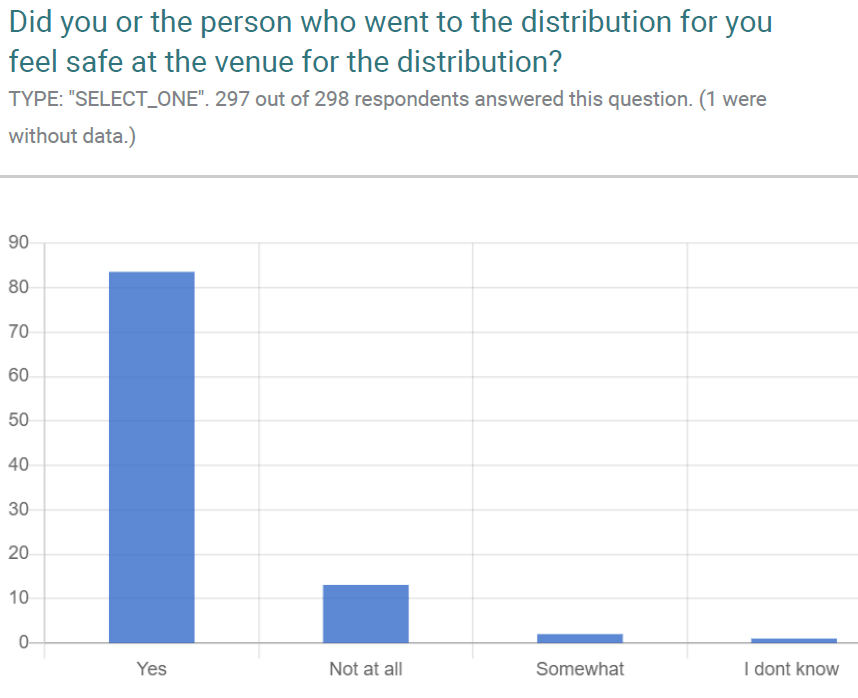 Did you or the person who went to the distribution for you
feel safe at the venue for the distribution?
TYPE: "SELECT_ONE". 297 out of 298 respondents answered this question. (1 were
without data.)
90
80
70
60
50
40
30
20
10
0
Yes Not at all Somewhat I dont know